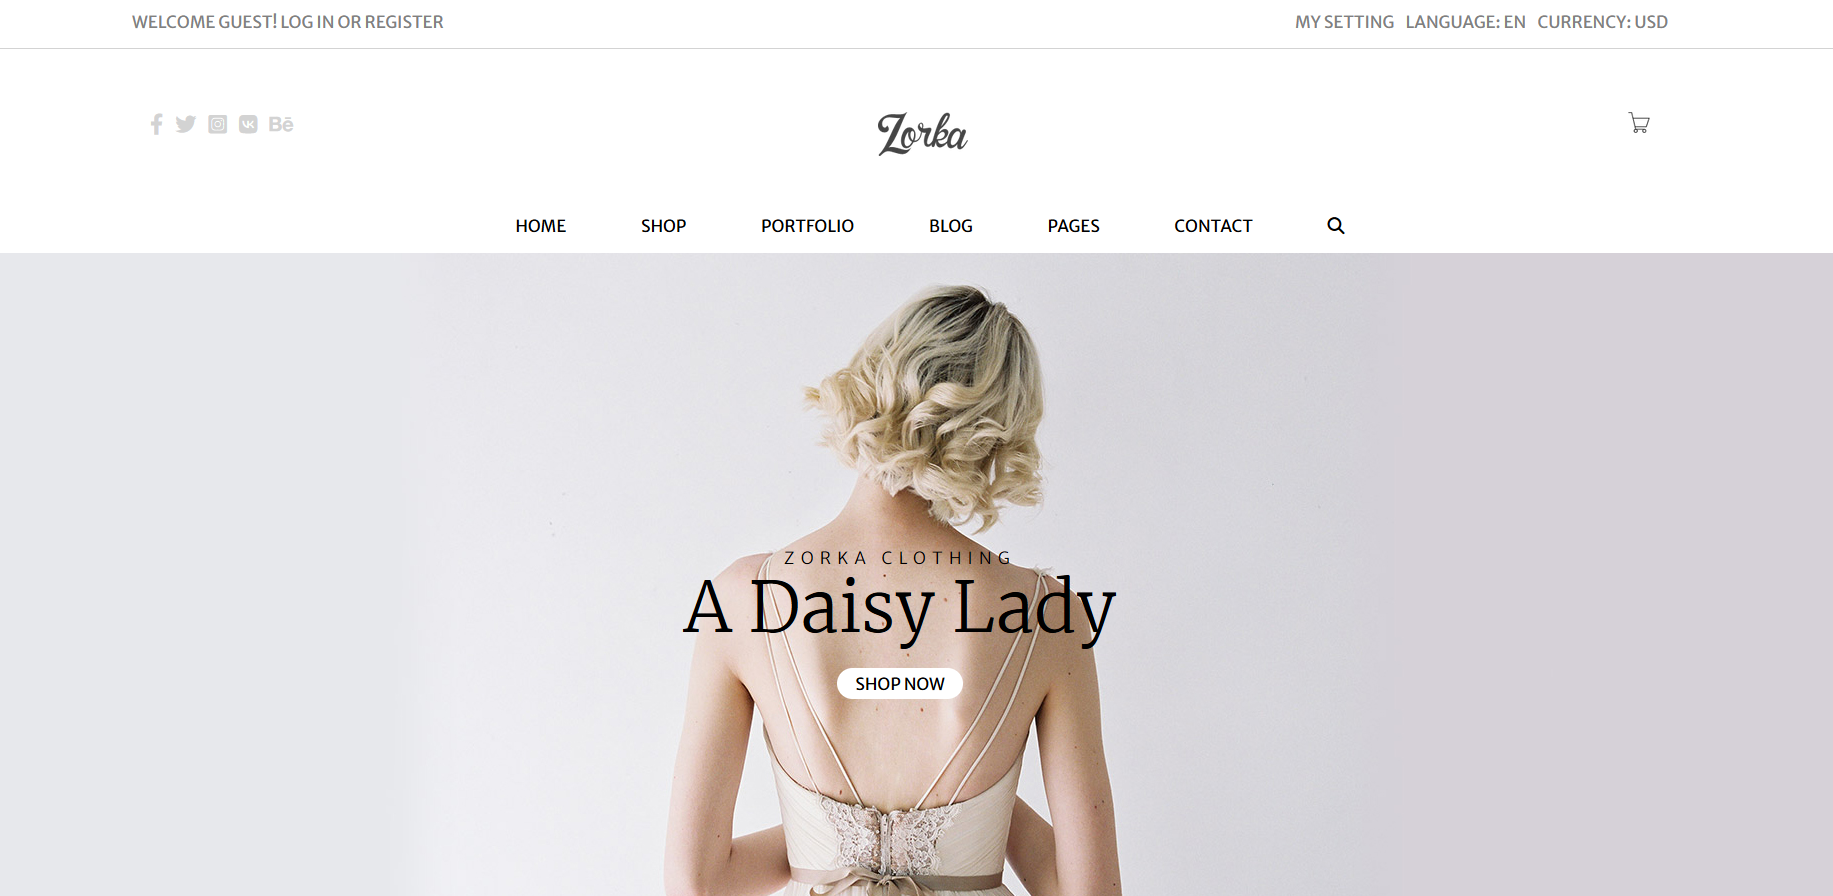 WELCOME GUEST! LOG IN OR REGISTER
MY SETTING LANGUAGE: EN CURRENCY: USD
Bē
Zorka
HOME SHOP PORTFOLIO BLOG PAGES CONTACT
ZORKA CLOTHING
A Daisy Lady
SHOP NOW